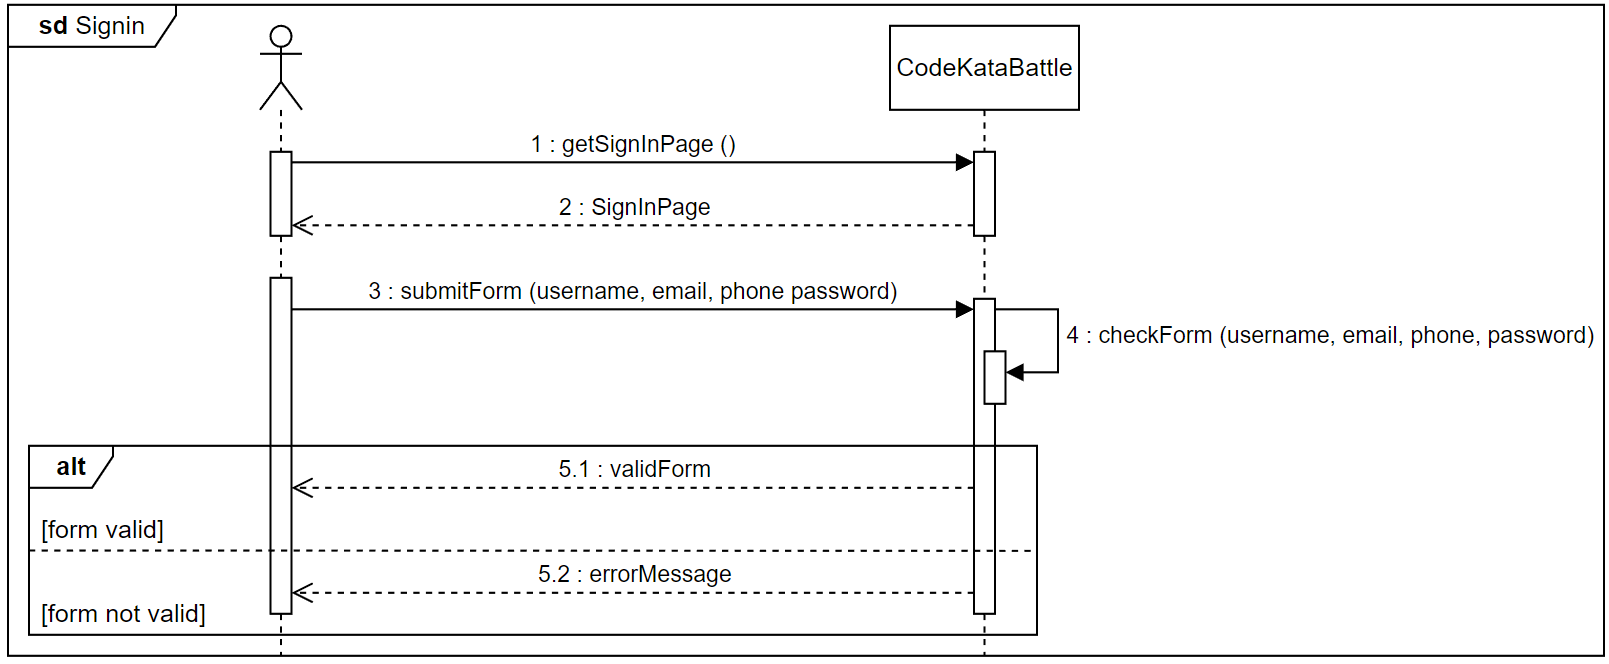 sd Signin
CodeKataBattle
1 : getSignInPage ()
2 : SignInPage
3 : submitForm (username, email, phone password)
4 : checkForm (username, email, phone, password)
alt
5.1 : validForm
[form valid]
5.2 : errorMessage
[form not valid]